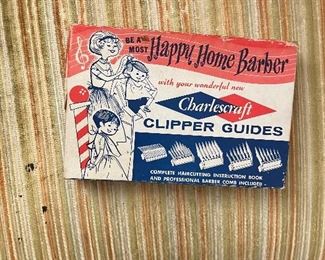 BE A
MOST
Happy Home Barber
with your wonderful new
Charlescraft
CLIPPER GUIDES
COMPLETE HAIRCUTTING INSTRUCTION BOOK
AND PROFESSIONAL BARBER COMB INCLUDED